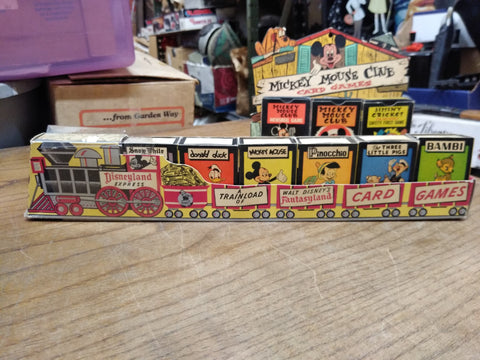 MICKEY MOUSE CLUB
CARD GAMES
...from Garden Way
MICKEY MOUSE CLUB
MICKEY MOUSE CLUB
JIMINY CRICKET
Snow White
donald duck
MICKEY MOUSE
Pinocchio
The THREE LITTLE PIGS
BAMBI
Disneyland
EXPRESS
A TRAINLOAD OF
WALT DISNEY'S
Fantasyland
CARD
GAMES